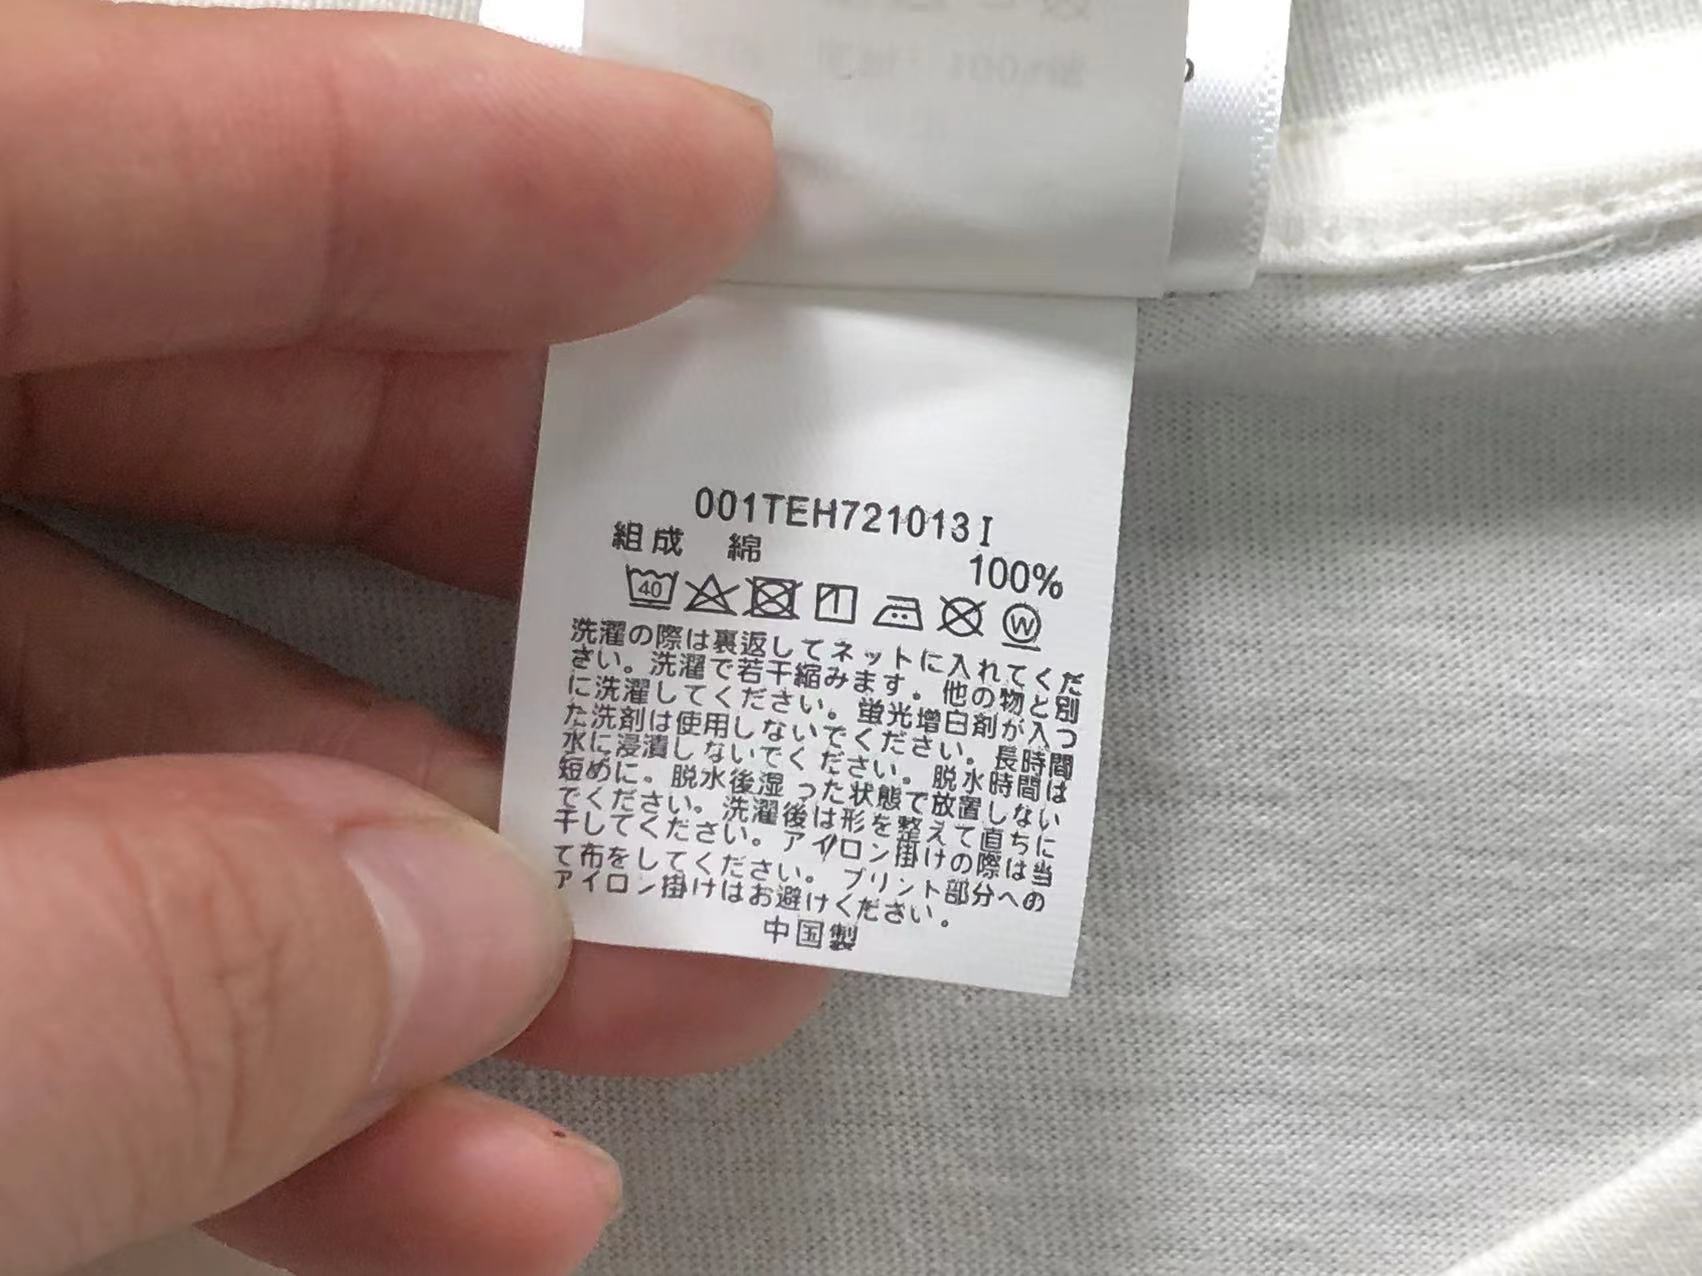 001TEH721013I
組成 綿 100%
40
W
洗濯の際は裏返してネットに入れてくだ
さい。洗濯で若干縮みます。他の物と別
に洗濯してください。蛍光増白剤が入っ
た洗剤は使用しないでください。長時間
水に浸漬しないでください。脱水時間は
短めに。脱水後湿った状態で放置しない
でください。洗濯後は形を整えて直ちに
干してください。アイロン掛けの際は当
て布をしてください。プリント部分への
アイロン掛けはお避けください。
中国製